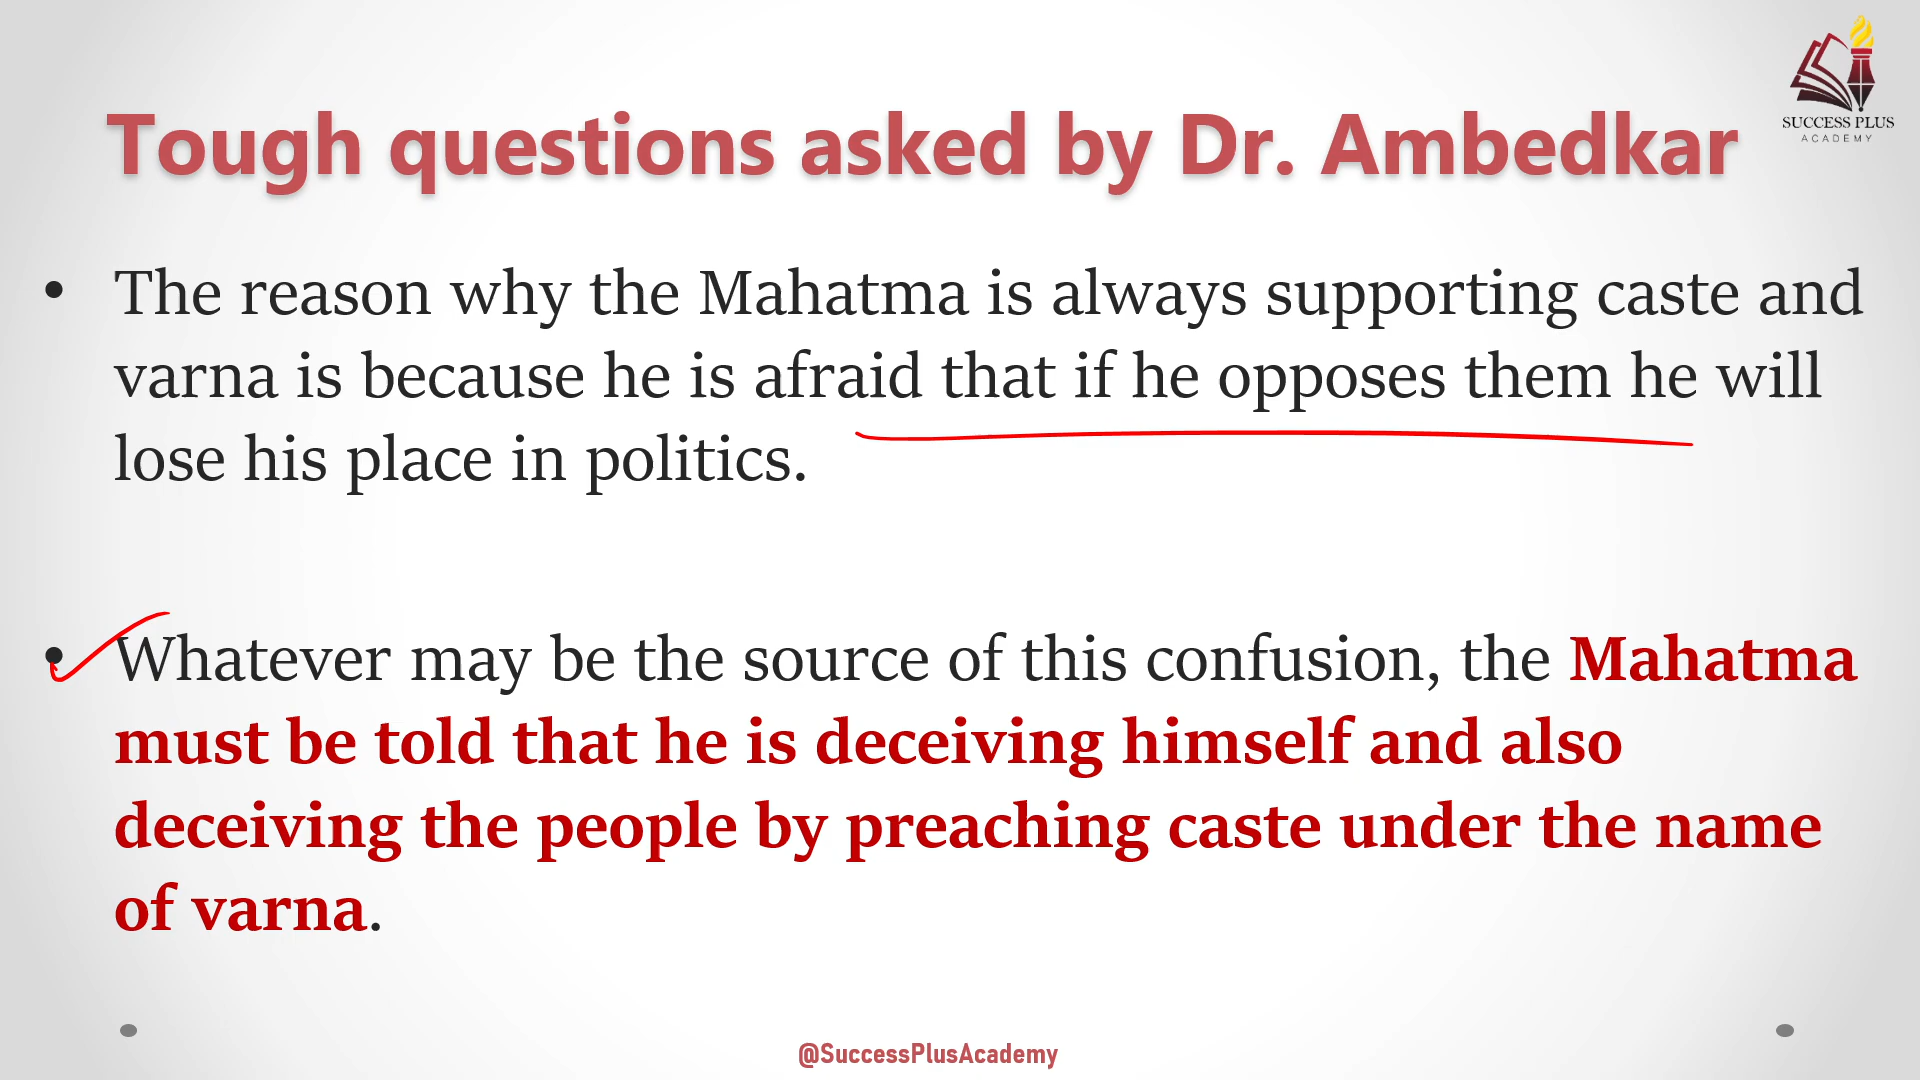 SUCCESS PLUS
ACADEMY
Tough questions asked by Dr. Ambedkar
• The reason why the Mahatma is always supporting caste and
varna is because he is afraid that if he opposes them he will
lose his place in politics.
• Whatever may be the source of this confusion, the Mahatma
must be told that he is deceiving himself and also
deceiving the people by preaching caste under the name
of varna.
@SuccessPlusAcademy